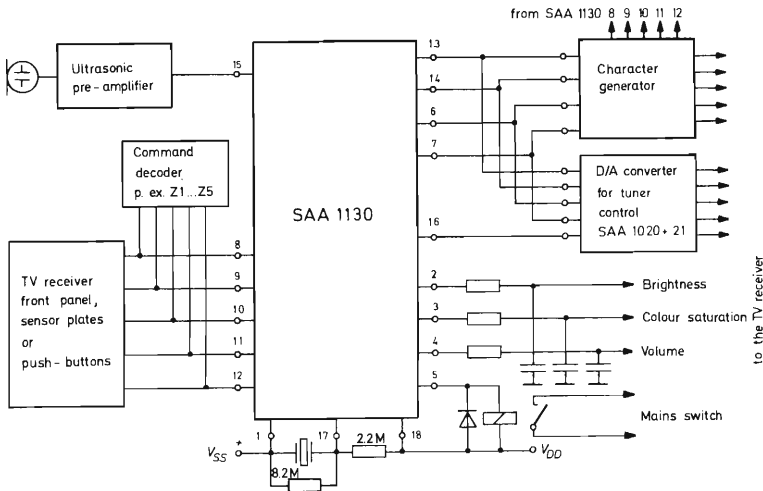 from SAA 1130 8 9 10 11 12
Ultrasonic
pre-amplifier
15
13
14
6
7
16
Character
generator
Command
decoder,
p. ex. Z1...Z5
SAA 1130
D/A converter
for tuner
control
SAA 1020 + 21
TV receiver
front panel,
sensor plates
or
push-buttons
8
9
10
11
12
2
3
4
5
Brightness
Colour saturation
Volume
to the TV receiver
Mains switch
1
17
18
VSS
+
2.2M
8.2M
VDD